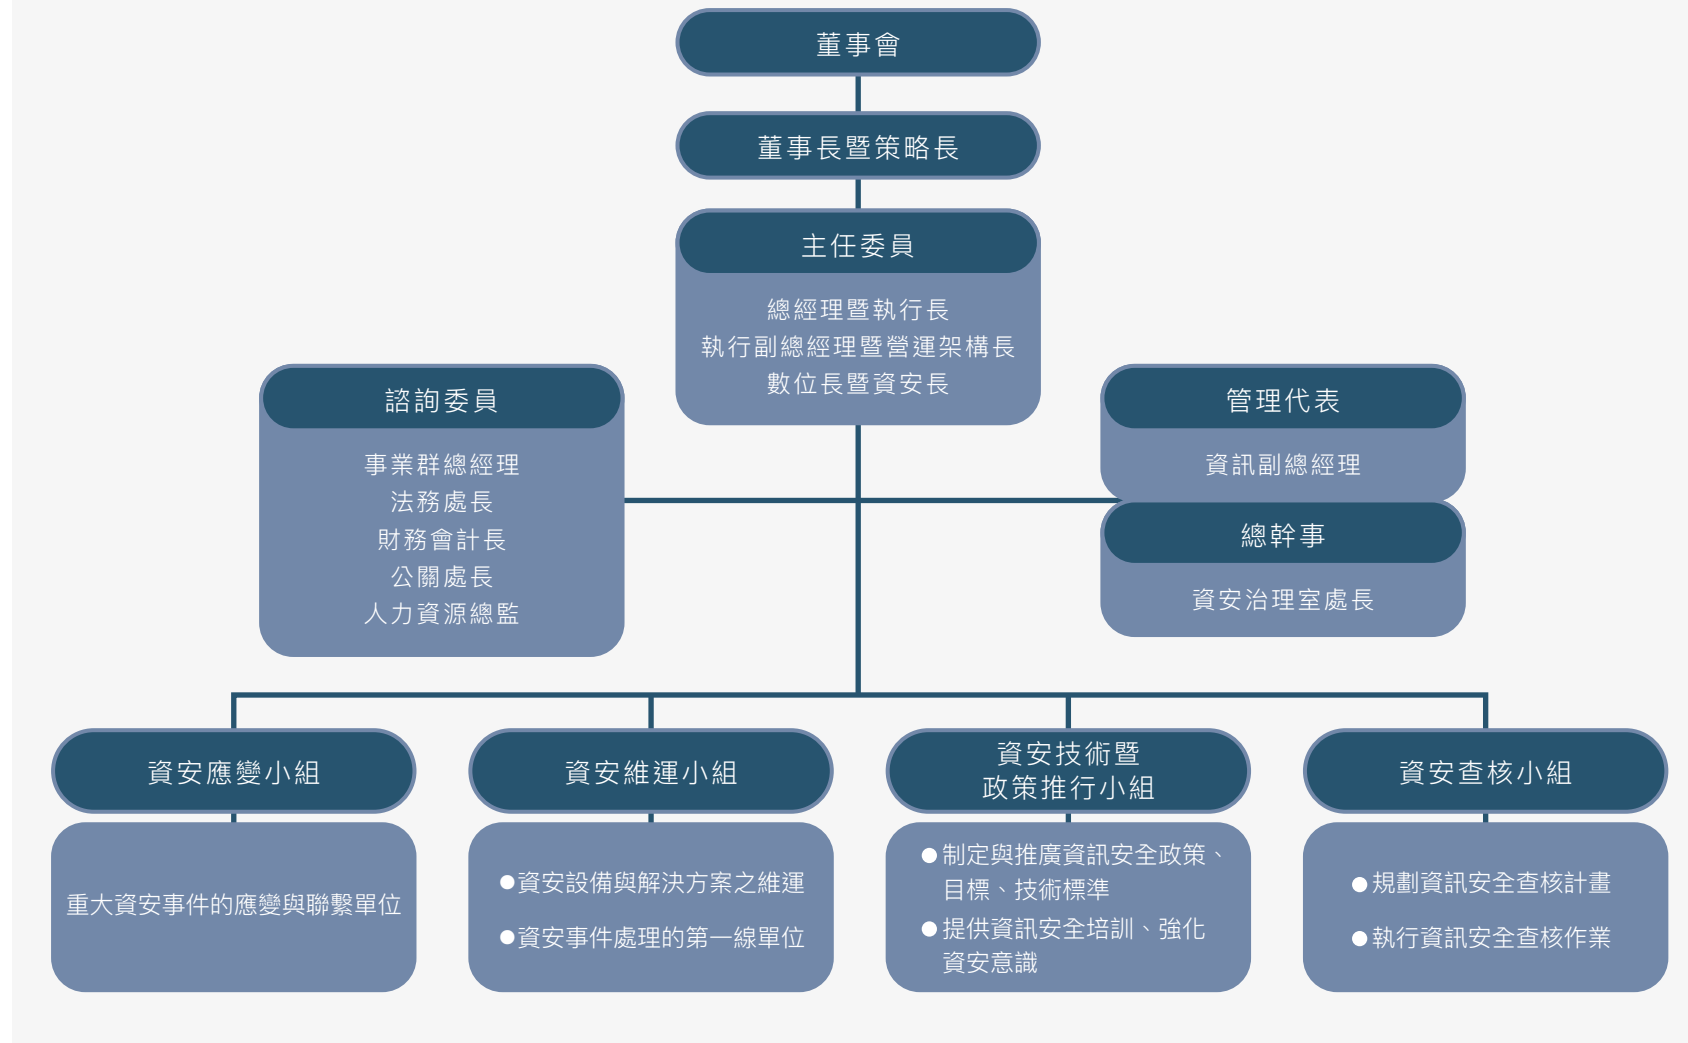 董事會
董事長暨策略長
主任委員
總經理暨執行長
執行副總經理暨營運架構長
數位長暨資安長
諮詢委員
事業群總經理
法務處長
財務會計長
公關處長
人力資源總監
管理代表
資訊副總經理
總幹事
資安治理室處長
資安應變小組
重大資安事件的應變與聯繫單位
資安維運小組
●資安設備與解決方案之維運
●資安事件處理的第一線單位
資安技術暨
政策推行小組
●制定與推廣資訊安全政策、
目標、技術標準
●提供資訊安全培訓、強化
資安意識
資安查核小組
●規劃資訊安全查核計畫
●執行資訊安全查核作業